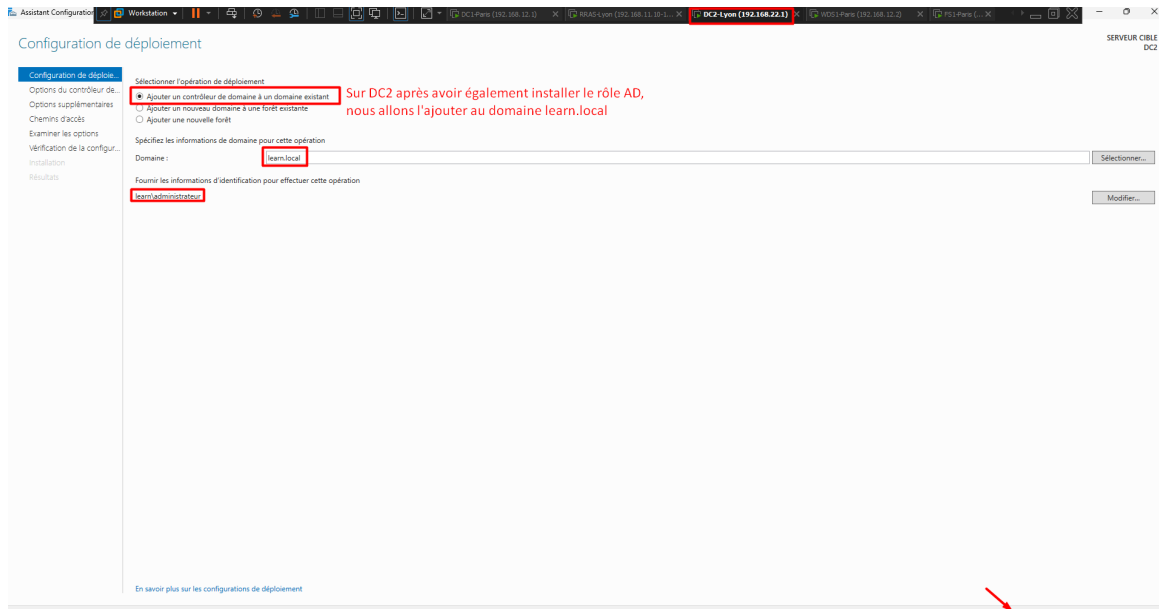 Assistant Configuration
Workstation
DC1-Paris (192.168.12.1)
RRAS-Lyon (192.168.11.10-1...
DC2-Lyon (192.168.22.1)
WDS1-Paris (192.168.12.2)
FS1-Paris (...
Configuration de déploiement
SERVEUR CIBLE
DC2
Configuration de déploie...
Options du contrôleur de...
Options supplémentaires
Chemins d'accès
Examiner les options
Vérification de la configur...
Installation
Résultats
Sélectionner l'opération de déploiement
Ajouter un contrôleur de domaine à un domaine existant
Ajouter un nouveau domaine à une forêt existante
Ajouter une nouvelle forêt
Sur DC2 après avoir également installer le rôle AD,
nous allons l'ajouter au domaine learn.local
Spécifiez les informations de domaine pour cette opération
Domaine :
learn.local
Sélectionner...
Fournir les informations d'identification pour effectuer cette opération
learn\administrateur
Modifier...
En savoir plus sur les configurations de déploiement